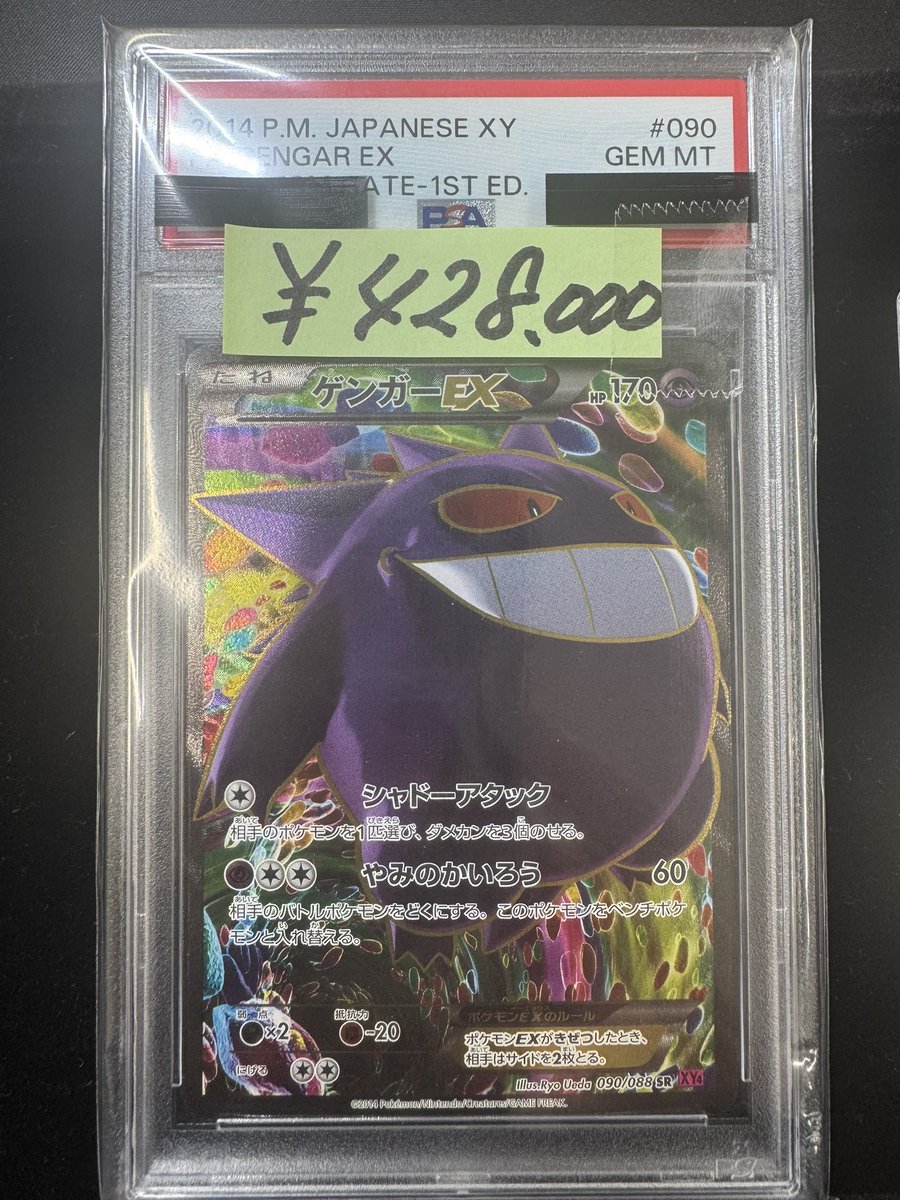 2014 P.M. JAPANESE XY #090
ENGAR EX GEM MT
ATE-1ST ED.
PSA
¥428.000
たね ゲンガーEX HP170
シャドーアタック
相手のポケモンを1匹選び、ダメカンを3個のせる。
やみのかいろう 60
相手のバトルポケモンをどくにする。このポケモンをベンチポケ
モンと入れ替える。
弱点 ×2 抵抗力 -20
にげる
ポケモンEXのルール
ポケモンEXがきぜつしたとき、
相手はサイドを2枚とる。
Illus.Ryo Ueda 090/088 SR XY4
©2014 Pokémon/Nintendo/Creatures/GAME FREAK.